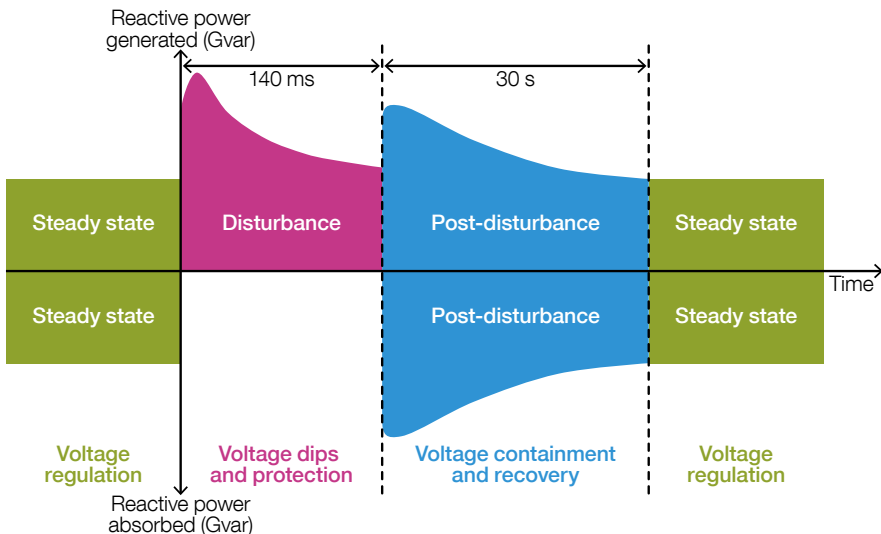 Reactive power
generated (Gvar)
140 ms
30 s
Steady state
Disturbance
Post-disturbance
Steady state
Time
Steady state
Post-disturbance
Steady state
Voltage
regulation
Voltage dips
and protection
Voltage containment
and recovery
Voltage
regulation
Reactive power
absorbed (Gvar)